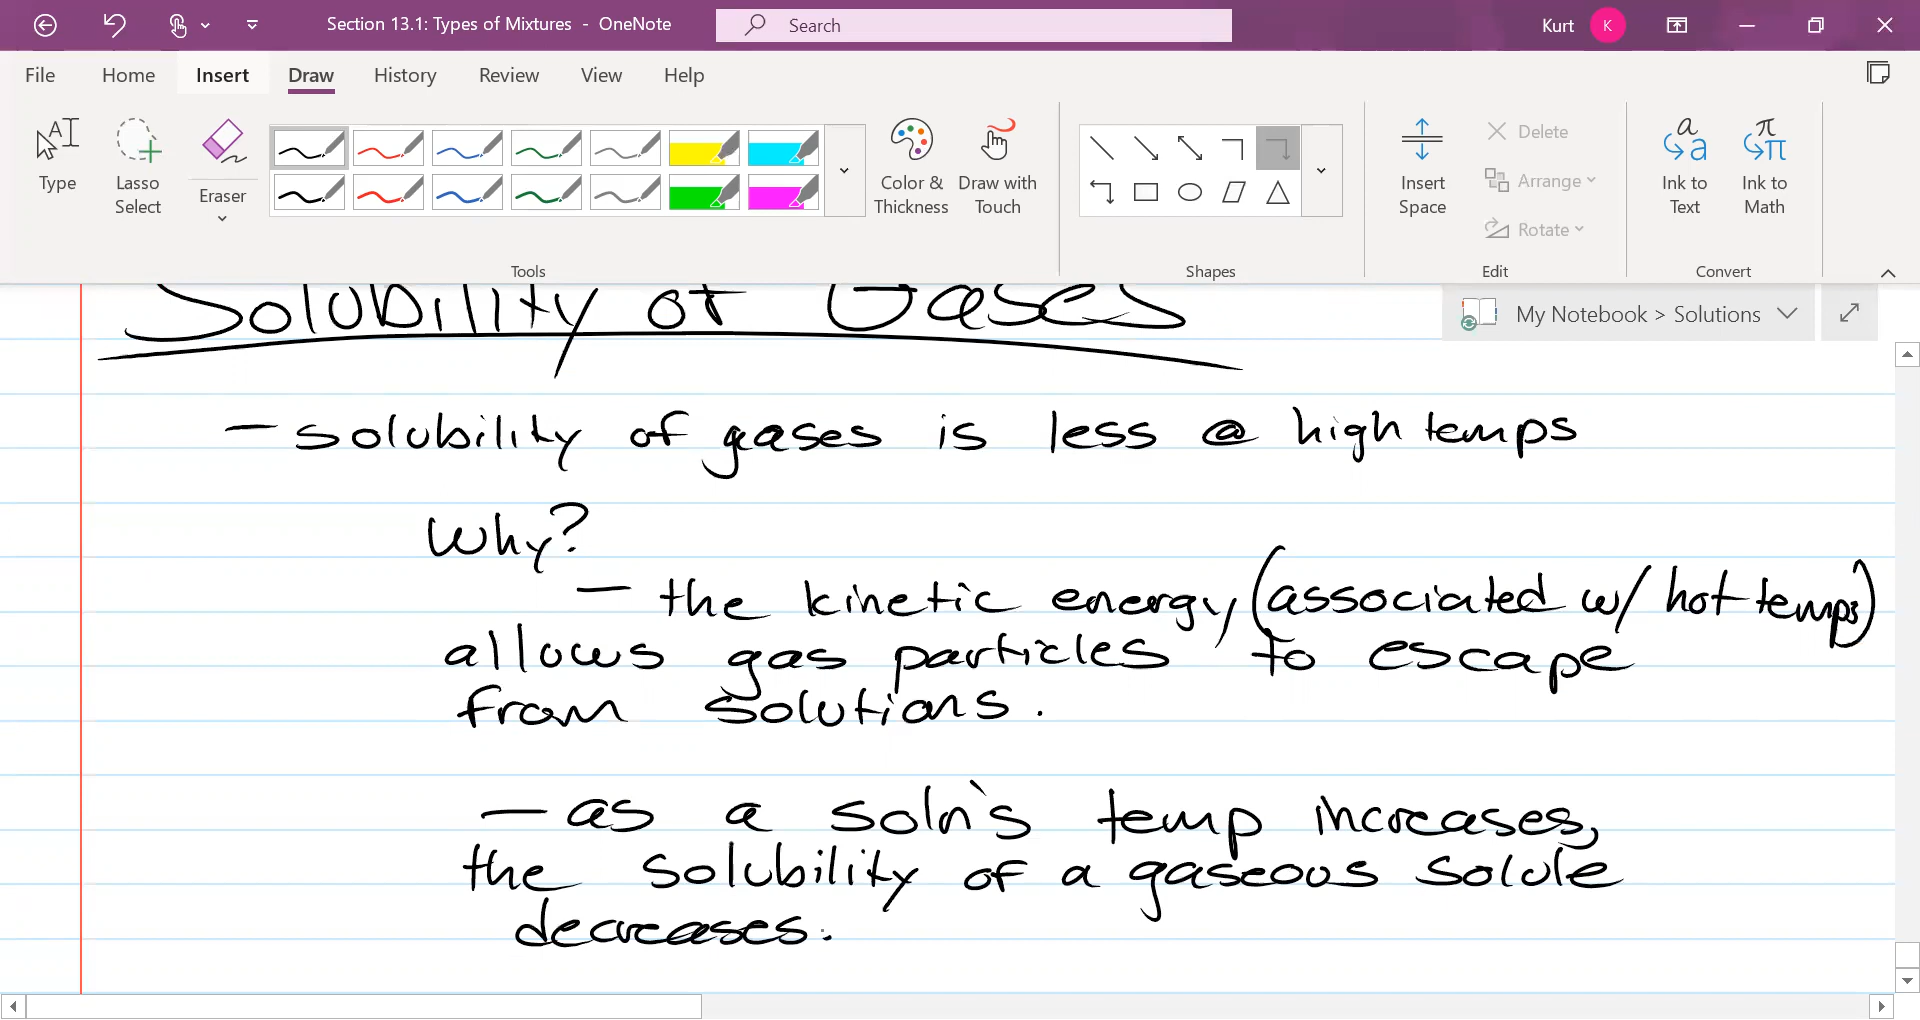 Section 13.1: Types of Mixtures - OneNote
Search
Kurt K
File Home Insert Draw History Review View Help
Type
Lasso Select
Eraser
Color & Thickness
Draw with Touch
Insert Space
Delete
Arrange
Rotate
Ink to Text
Ink to Math
Tools
Shapes
Edit
Convert
My Notebook > Solutions
Solubility of Gases
- solubility of gases is less @ high temps
Why?
- the kinetic energy (associated w/ hot temps)
allows gas particles to escape
from solutions.
- as a soln's temp increases,
the solubility of a gaseous solute
decreases.